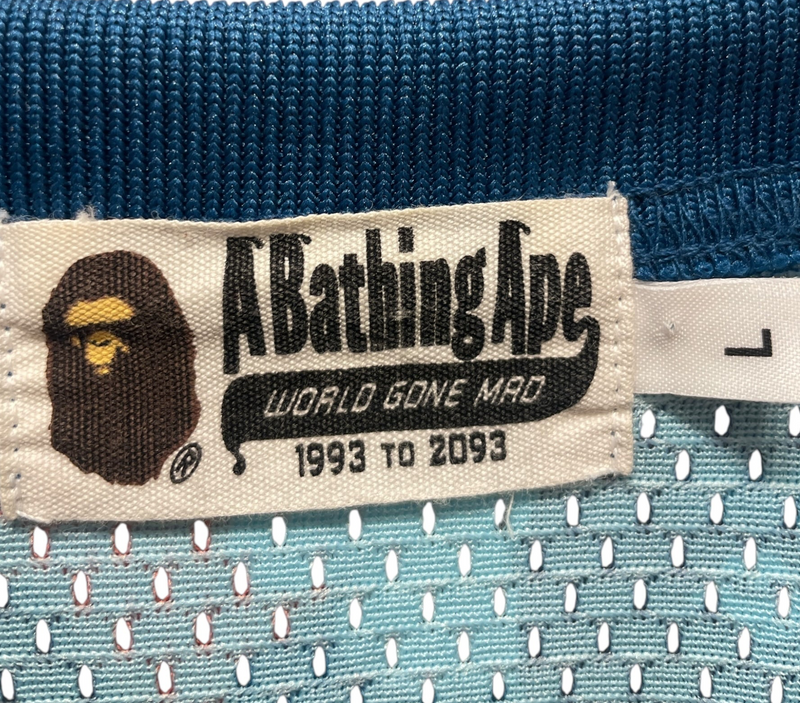 A Bathing Ape
WORLD GONE MAD
1993 TO 2093
®
L